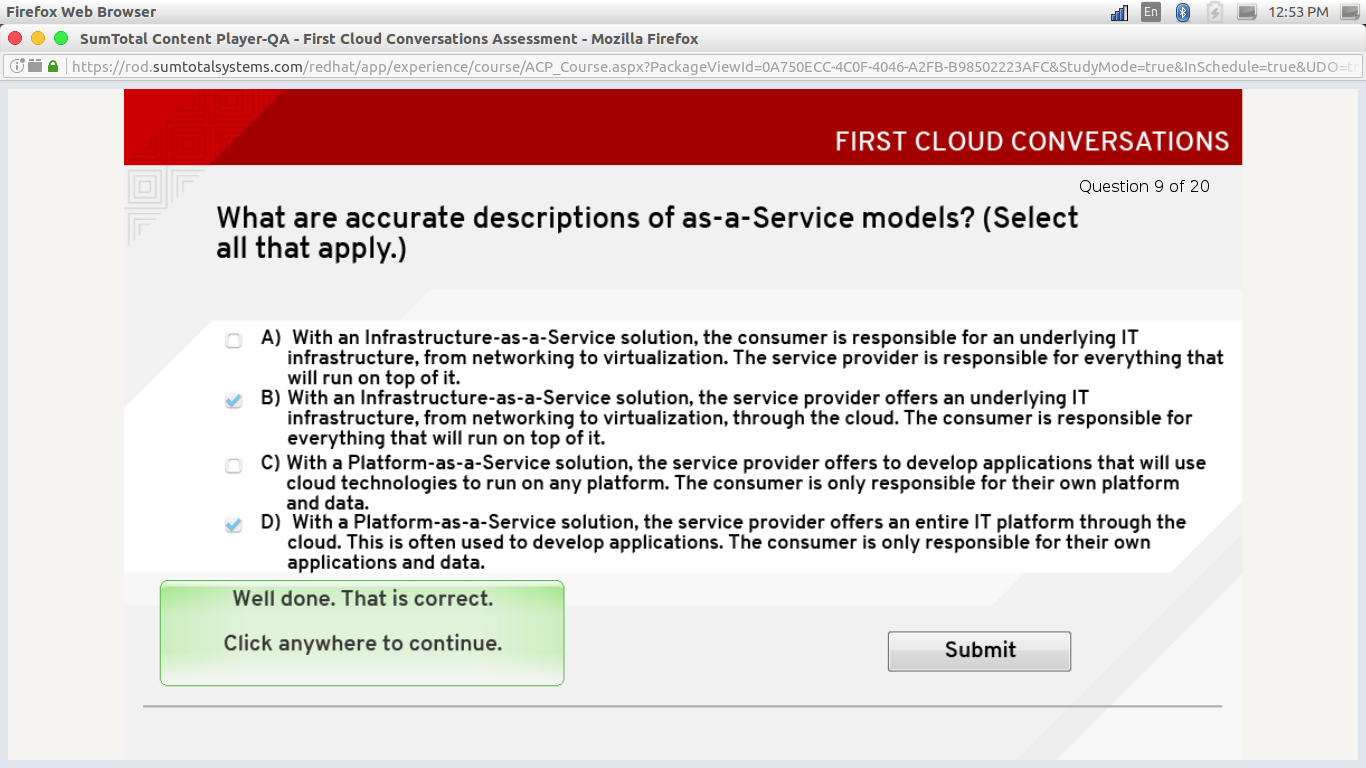 Firefox Web Browser
En
12:53 PM
SumTotal Content Player-QA - First Cloud Conversations Assessment - Mozilla Firefox
https://rod.sumtotalsystems.com/redhat/app/experience/course/ACP_Course.aspx?PackageViewId=0A750ECC-4C0F-4046-A2FB-B98502223AFC&StudyMode=true&InSchedule=true&UDO=tr
FIRST CLOUD CONVERSATIONS
Question 9 of 20
What are accurate descriptions of as-a-Service models? (Select
all that apply.)
A) With an Infrastructure-as-a-Service solution, the consumer is responsible for an underlying IT
infrastructure, from networking to virtualization. The service provider is responsible for everything that
will run on top of it.
B) With an Infrastructure-as-a-Service solution, the service provider offers an underlying IT
infrastructure, from networking to virtualization, through the cloud. The consumer is responsible for
everything that will run on top of it.
C) With a Platform-as-a-Service solution, the service provider offers to develop applications that will use
cloud technologies to run on any platform. The consumer is only responsible for their own platform
and data.
D) With a Platform-as-a-Service solution, the service provider offers an entire IT platform through the
cloud. This is often used to develop applications. The consumer is only responsible for their own
applications and data.
Well done. That is correct.
Click anywhere to continue.
Submit